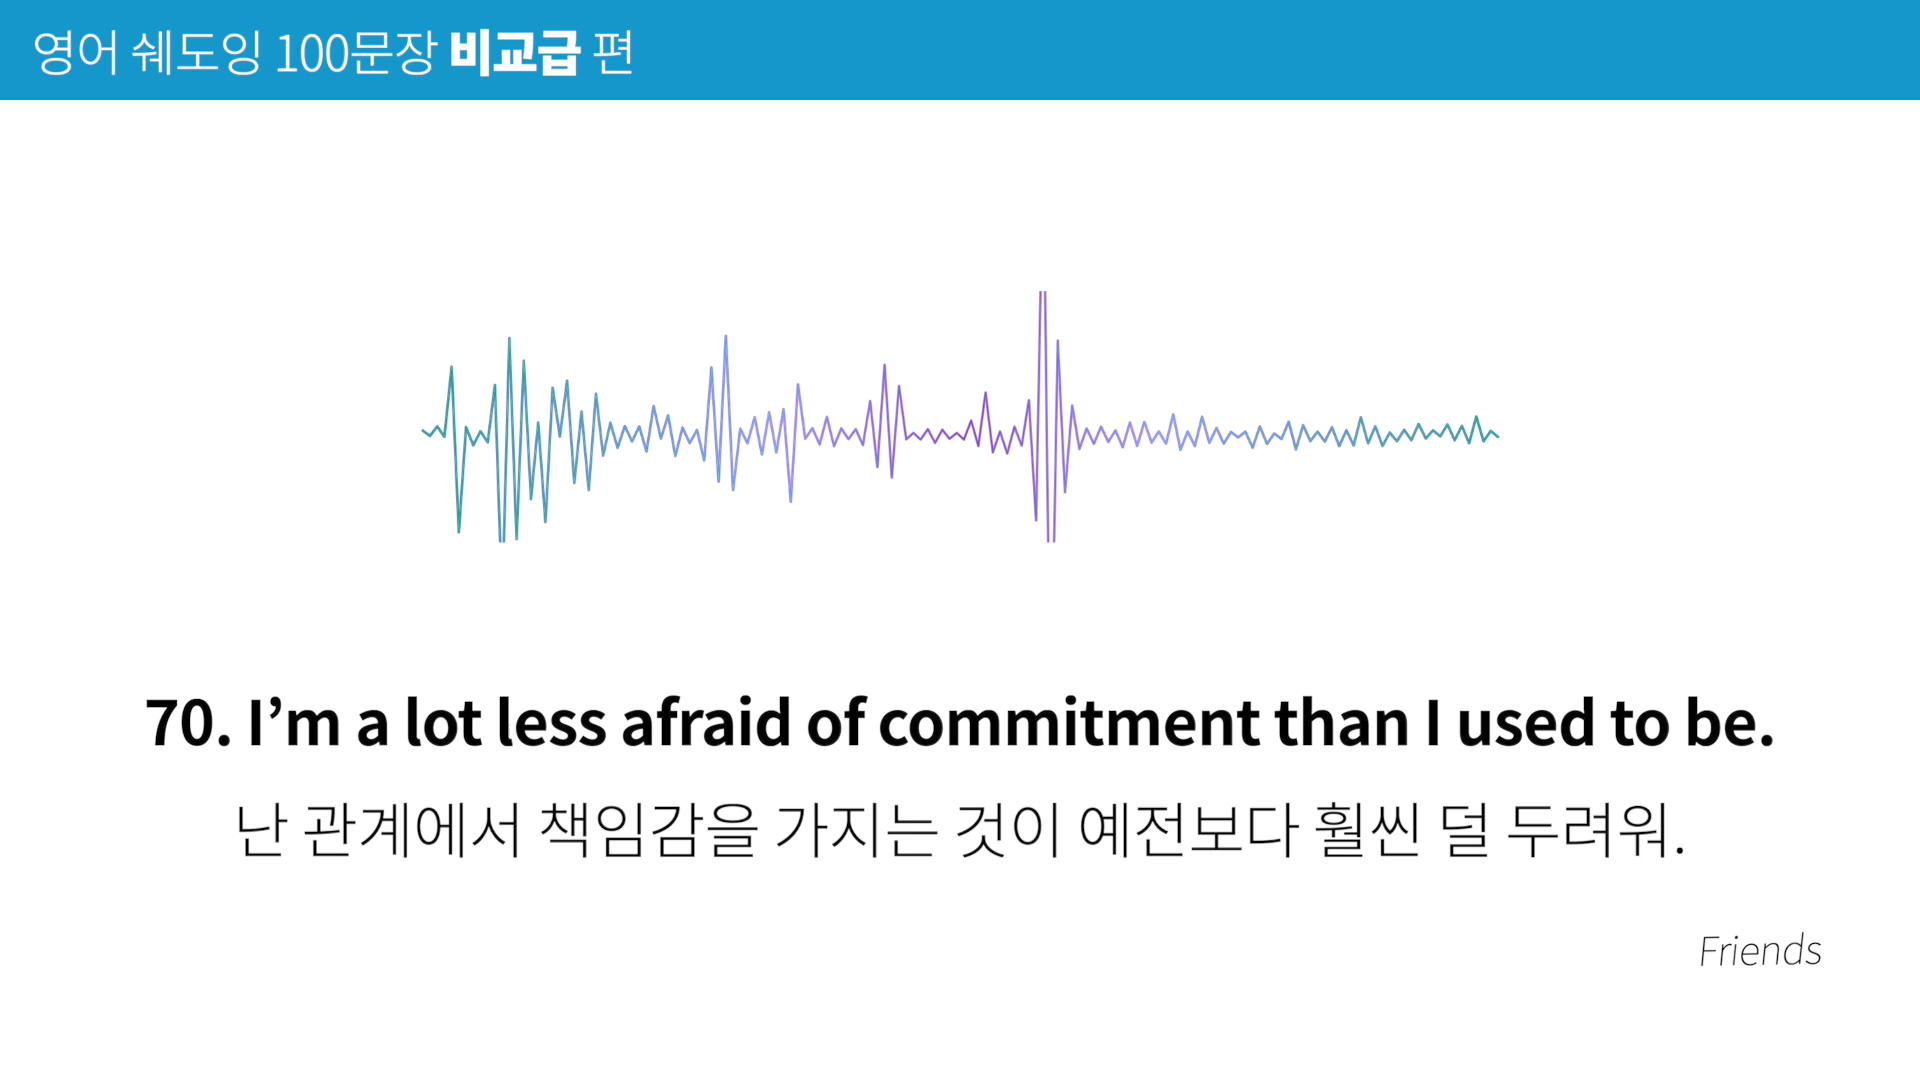 영어 쉐도잉 100문장 비교급 편
70. I’m a lot less afraid of commitment than I used to be.
난 관계에서 책임감을 가지는 것이 예전보다 훨씬 덜 두려워.
Friends